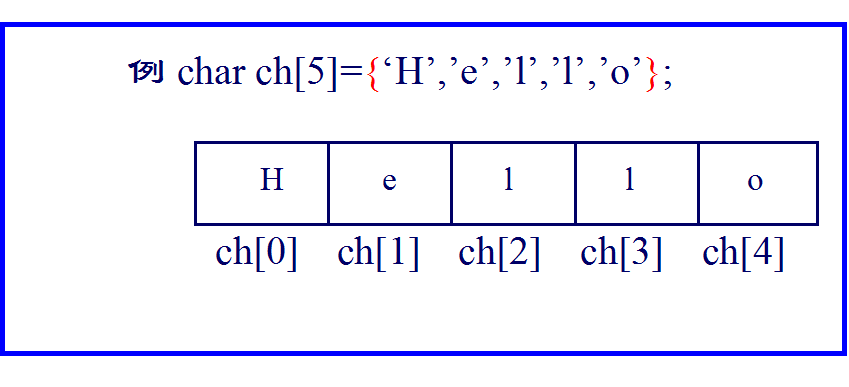 例 char ch[5]={‘H’,’e’,’l’,’l’,’o’};
H e l l o
ch[0] ch[1] ch[2] ch[3] ch[4]